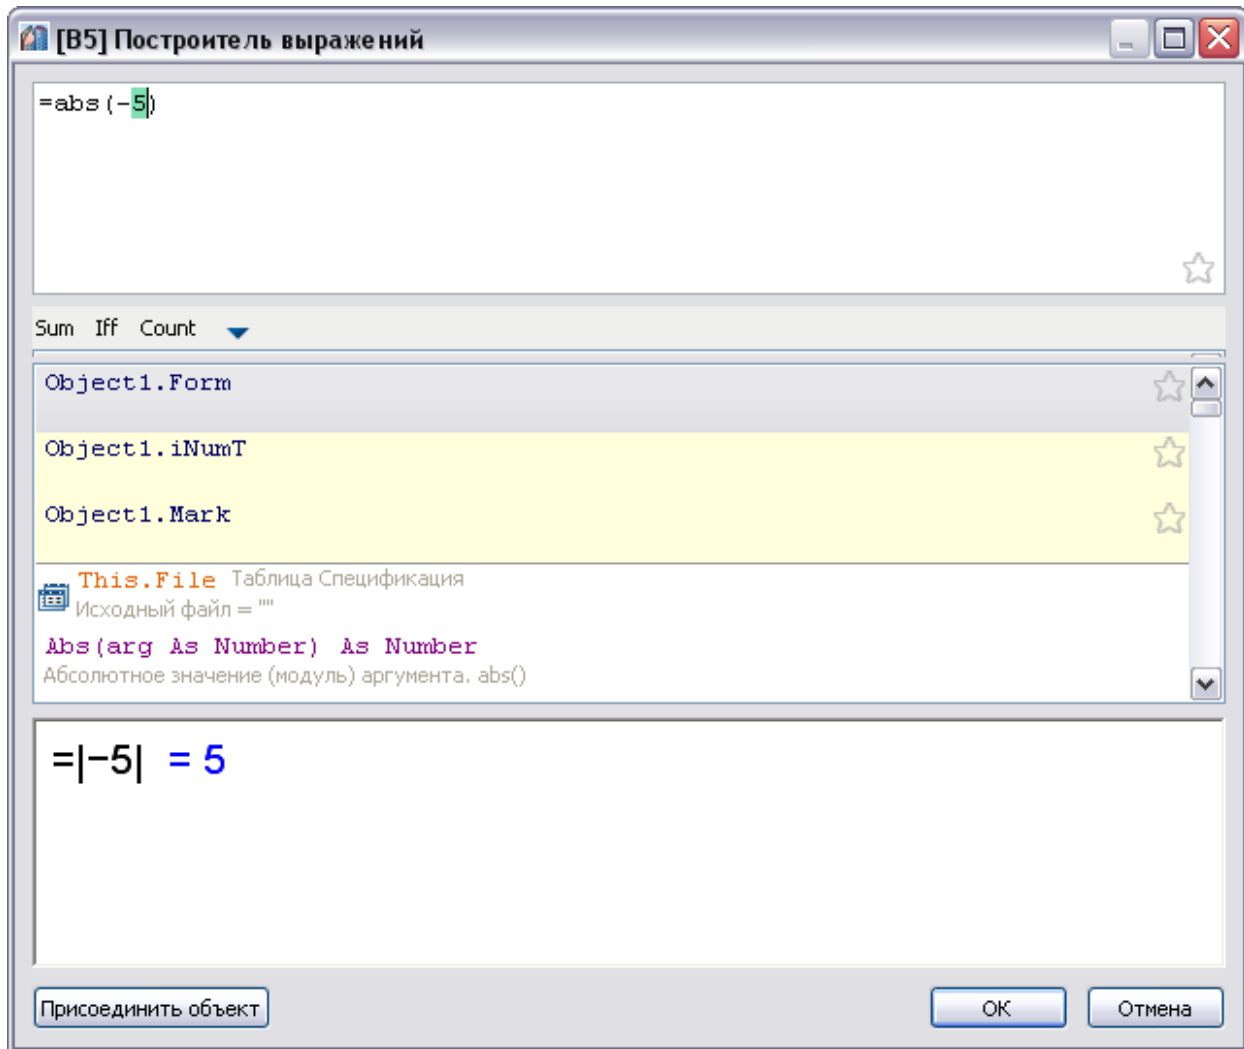 [B5] Построитель выражений
=abs(-5)
Sum Iff Count
Object1.Form
Object1.iNumT
Object1.Mark
This.File Таблица Спецификация
Исходный файл = ""
Abs(arg As Number) As Number
Абсолютное значение (модуль) аргумента. abs()
=|−5| = 5
Присоединить объект ОК Отмена